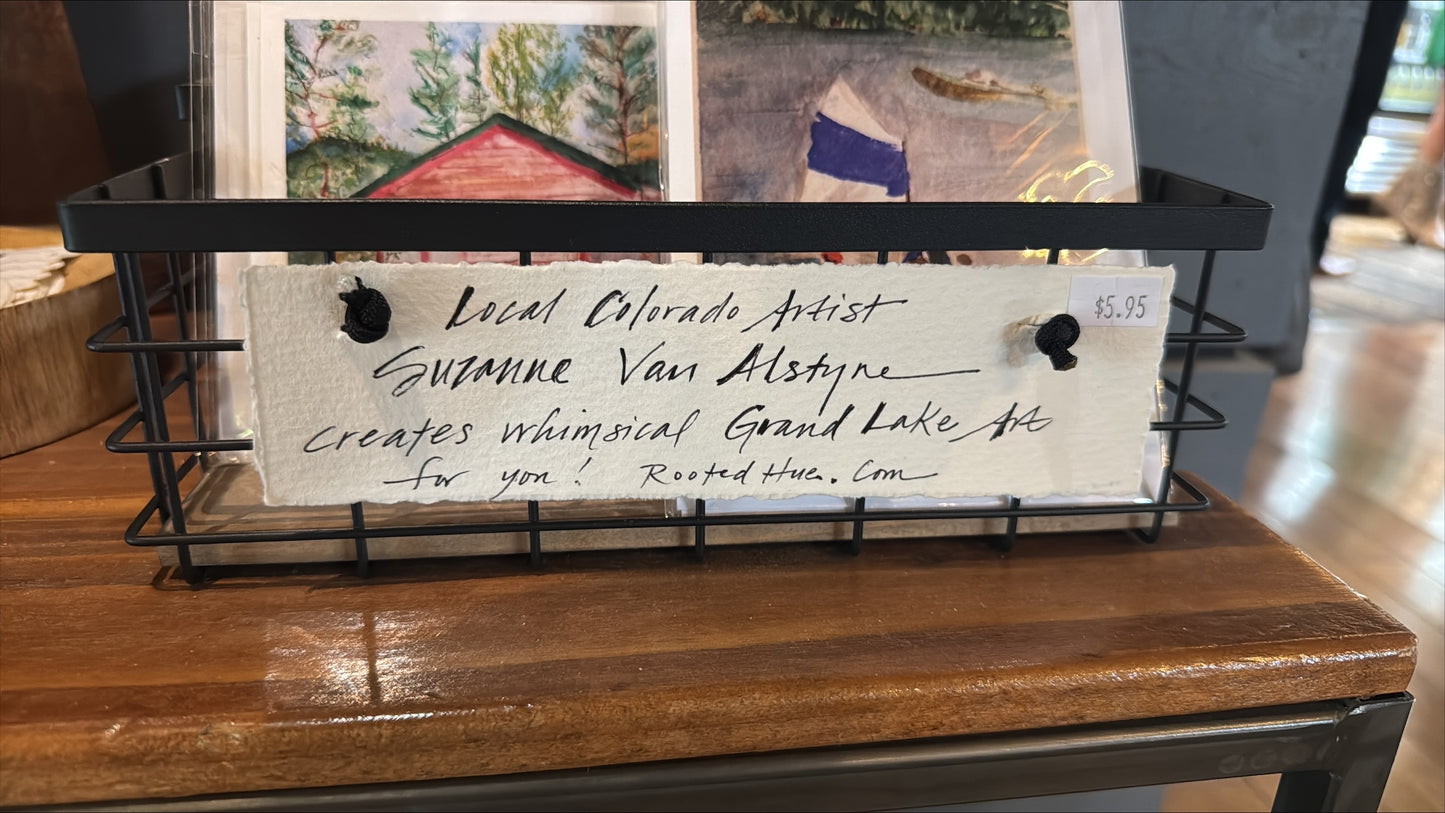 Local Colorado Artist
$5.95
Suzanne Van Alstyne
creates whimsical Grand Lake Art
for you! RootedHue.Com